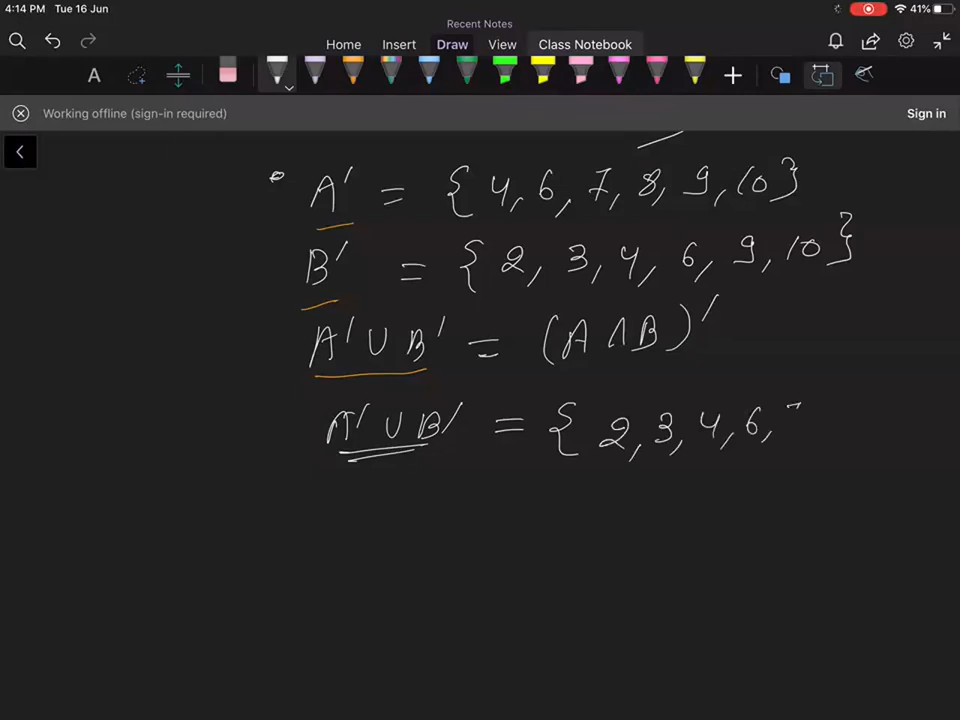 4:14 PM Tue 16 Jun
41%
Recent Notes
Home Insert Draw View Class Notebook
A
Working offline (sign-in required) Sign in
A' = {4, 6, 7, 8, 9, 10}
B' = {2, 3, 4, 6, 9, 10}
A' ∪ B' = (A ∩ B)'
A' ∪ B' = {2, 3, 4, 6,